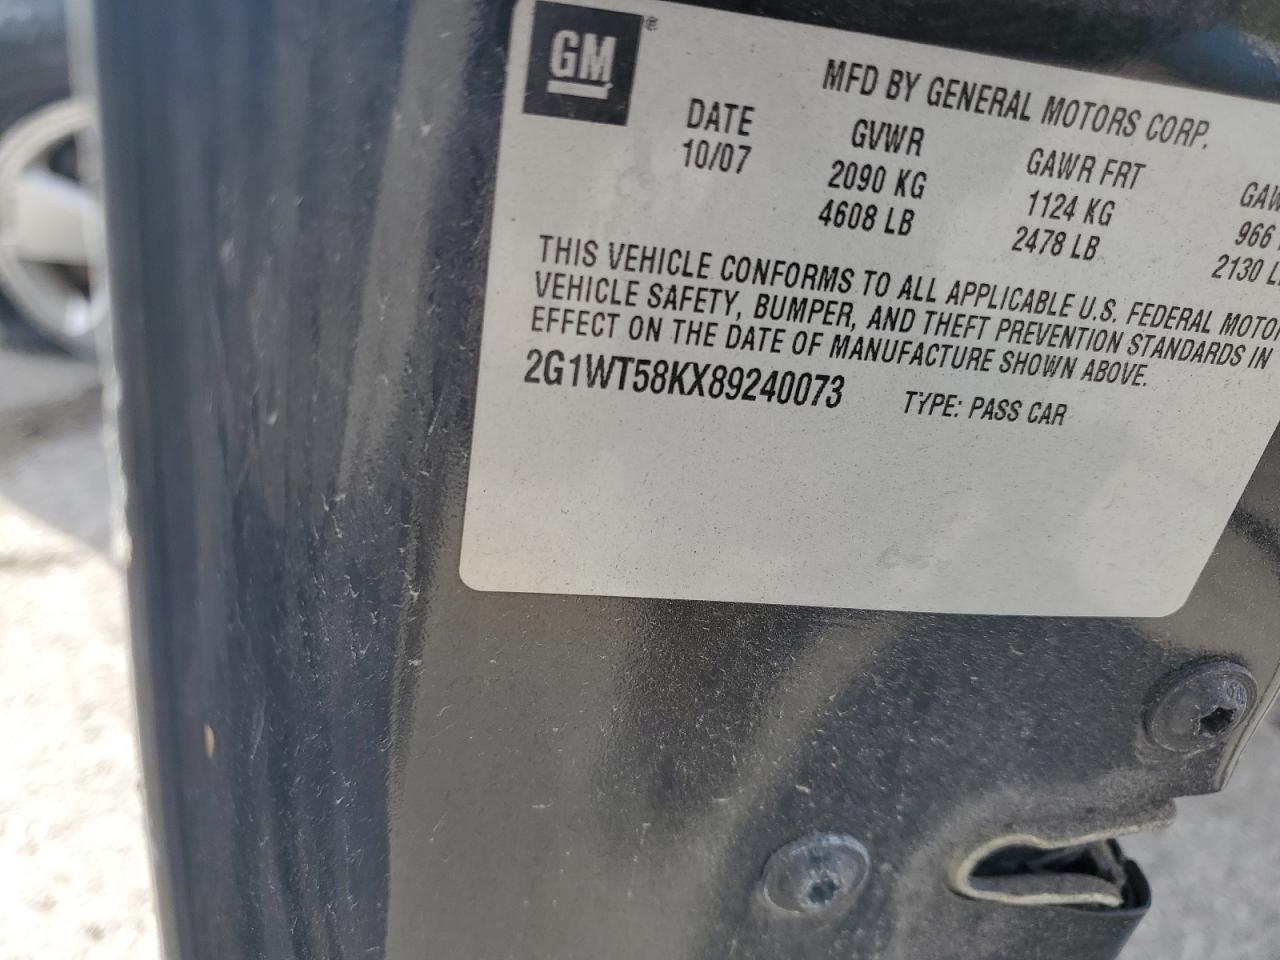 GM ®
MFD BY GENERAL MOTORS CORP.
DATE GVWR GAWR FRT
10/07 2090 KG 1124 KG 966
4608 LB 2478 LB 2130
THIS VEHICLE CONFORMS TO ALL APPLICABLE U.S. FEDERAL
VEHICLE SAFETY, BUMPER, AND THEFT PREVENTION STANDARDS IN
EFFECT ON THE DATE OF MANUFACTURE SHOWN ABOVE.
2G1WT58KX89240073 TYPE: PASS CAR